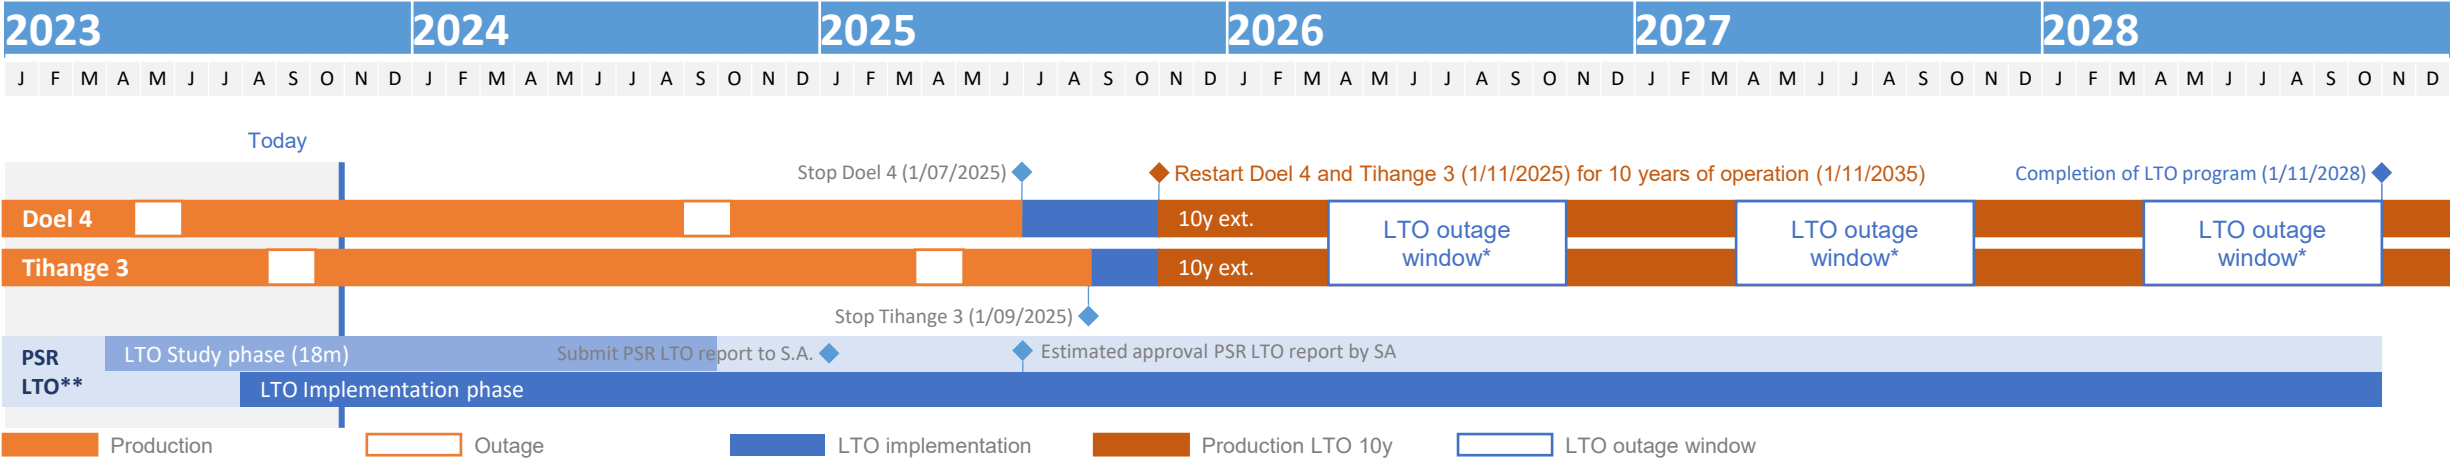 2023 2024 2025 2026 2027 2028
J F M A M J J A S O N D J F M A M J J A S O N D J F M A M J J A S O N D J F M A M J J A S O N D J F M A M J J A S O N D J F M A M J J A S O N D
Today
Stop Doel 4 (1/07/2025) Restart Doel 4 and Tihange 3 (1/11/2025) for 10 years of operation (1/11/2035) Completion of LTO program (1/11/2028)
Doel 4 10y ext.
LTO outage
window*
LTO outage
window*
LTO outage
window*
Tihange 3 10y ext.
Stop Tihange 3 (1/09/2025)
PSR
LTO**
LTO Study phase (18m) Submit PSR LTO report to S.A. Estimated approval PSR LTO report by SA
LTO Implementation phase
Production Outage LTO implementation Production LTO 10y LTO outage window